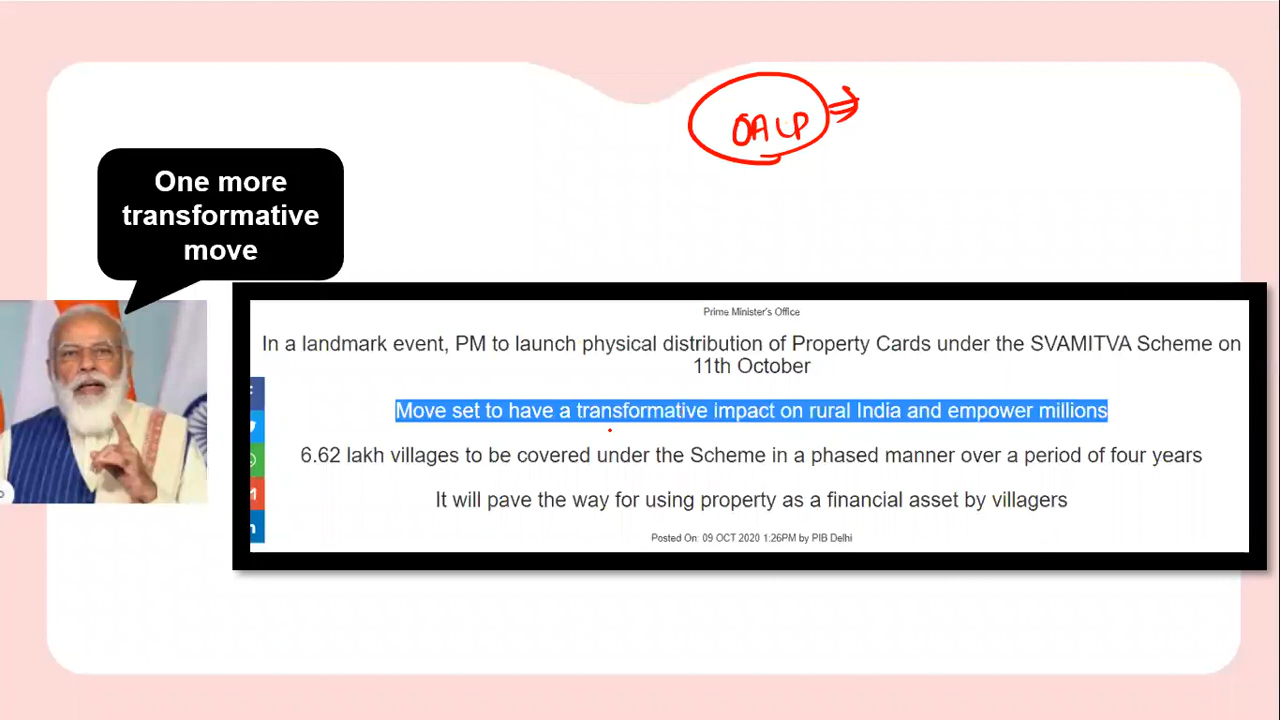 OALP
One more
transformative
move
Prime Minister's Office
In a landmark event, PM to launch physical distribution of Property Cards under the SVAMITVA Scheme on
11th October
Move set to have a transformative impact on rural India and empower millions
6.62 lakh villages to be covered under the Scheme in a phased manner over a period of four years
It will pave the way for using property as a financial asset by villagers
Posted On: 09 OCT 2020 1:26PM by PIB Delhi